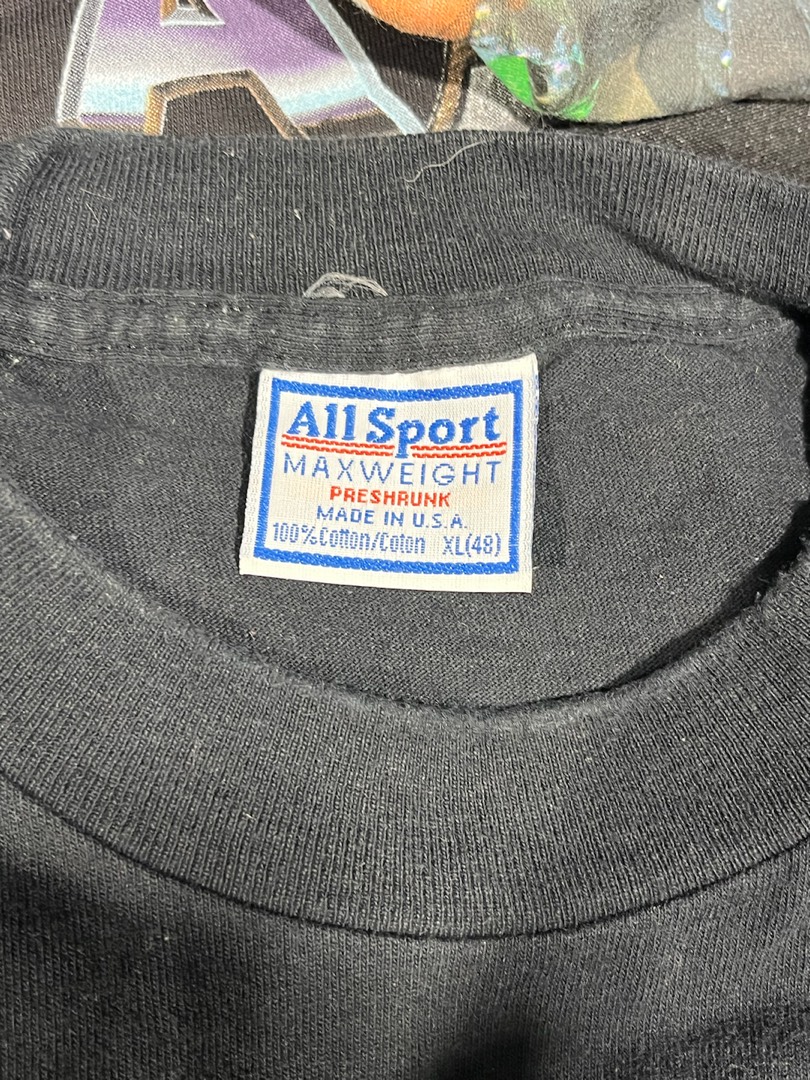 A
All Sport
MAXWEIGHT
PRESHRUNK
MADE IN U.S.A.
100% Cotton/Coton XL(48)